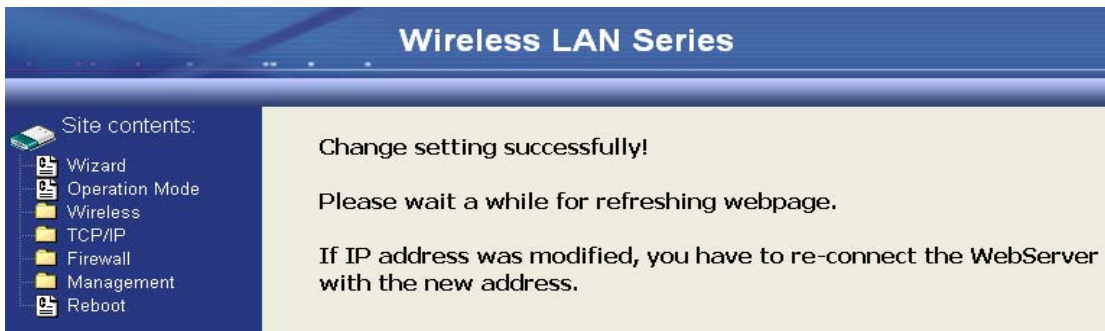 Wireless LAN Series
Site contents:
Wizard
Operation Mode
Wireless
TCP/IP
Firewall
Management
Reboot
Change setting successfully!
Please wait a while for refreshing webpage.
If IP address was modified, you have to re-connect the WebServer
with the new address.